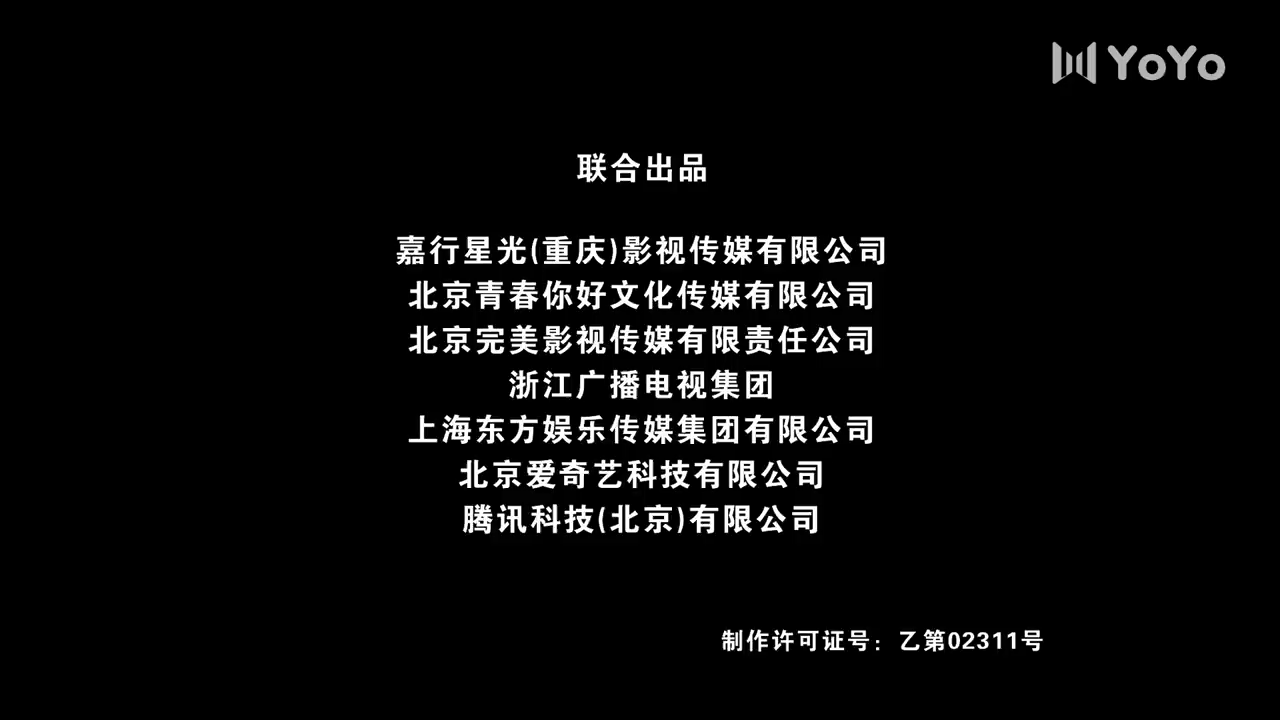 YoYo
联合出品
嘉行星光(重庆)影视传媒有限公司
北京青春你好文化传媒有限公司
北京完美影视传媒有限责任公司
浙江广播电视集团
上海东方娱乐传媒集团有限公司
北京爱奇艺科技有限公司
腾讯科技(北京)有限公司
制作许可证号：乙第02311号